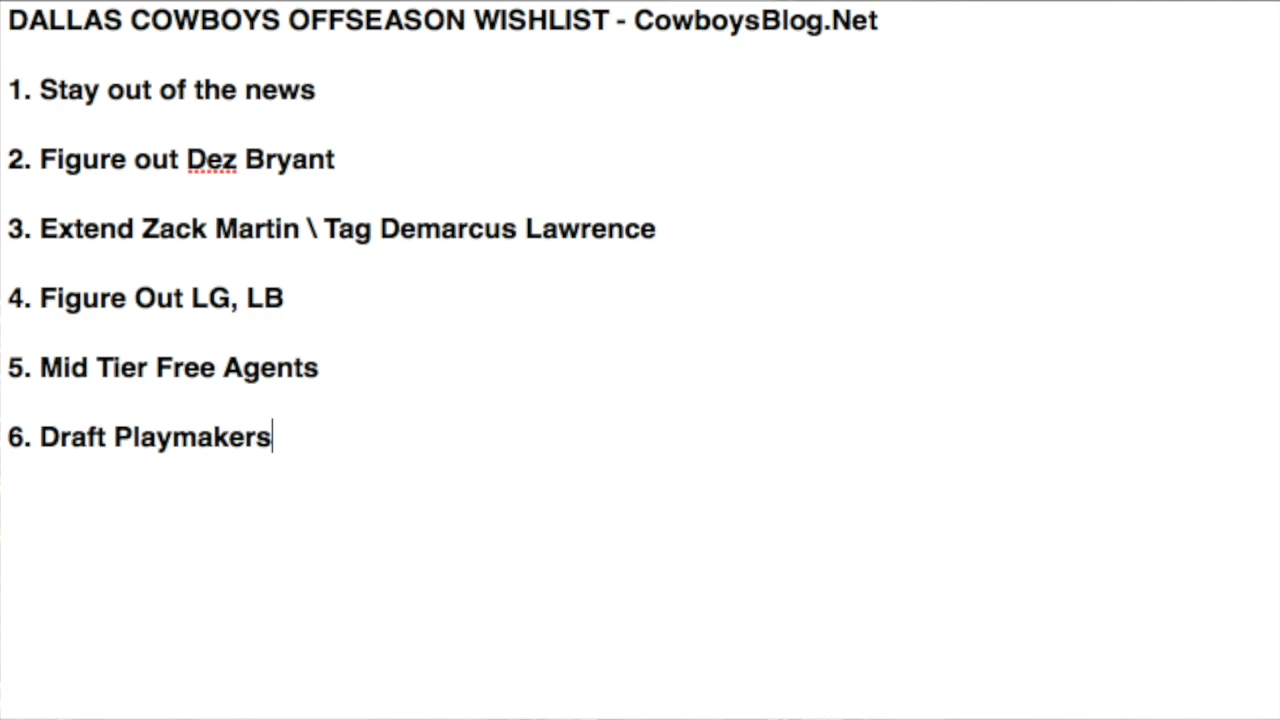 DALLAS COWBOYS OFFSEASON WISHLIST - CowboysBlog.Net
1. Stay out of the news
2. Figure out Dez Bryant
3. Extend Zack Martin \ Tag Demarcus Lawrence
4. Figure Out LG, LB
5. Mid Tier Free Agents
6. Draft Playmakers